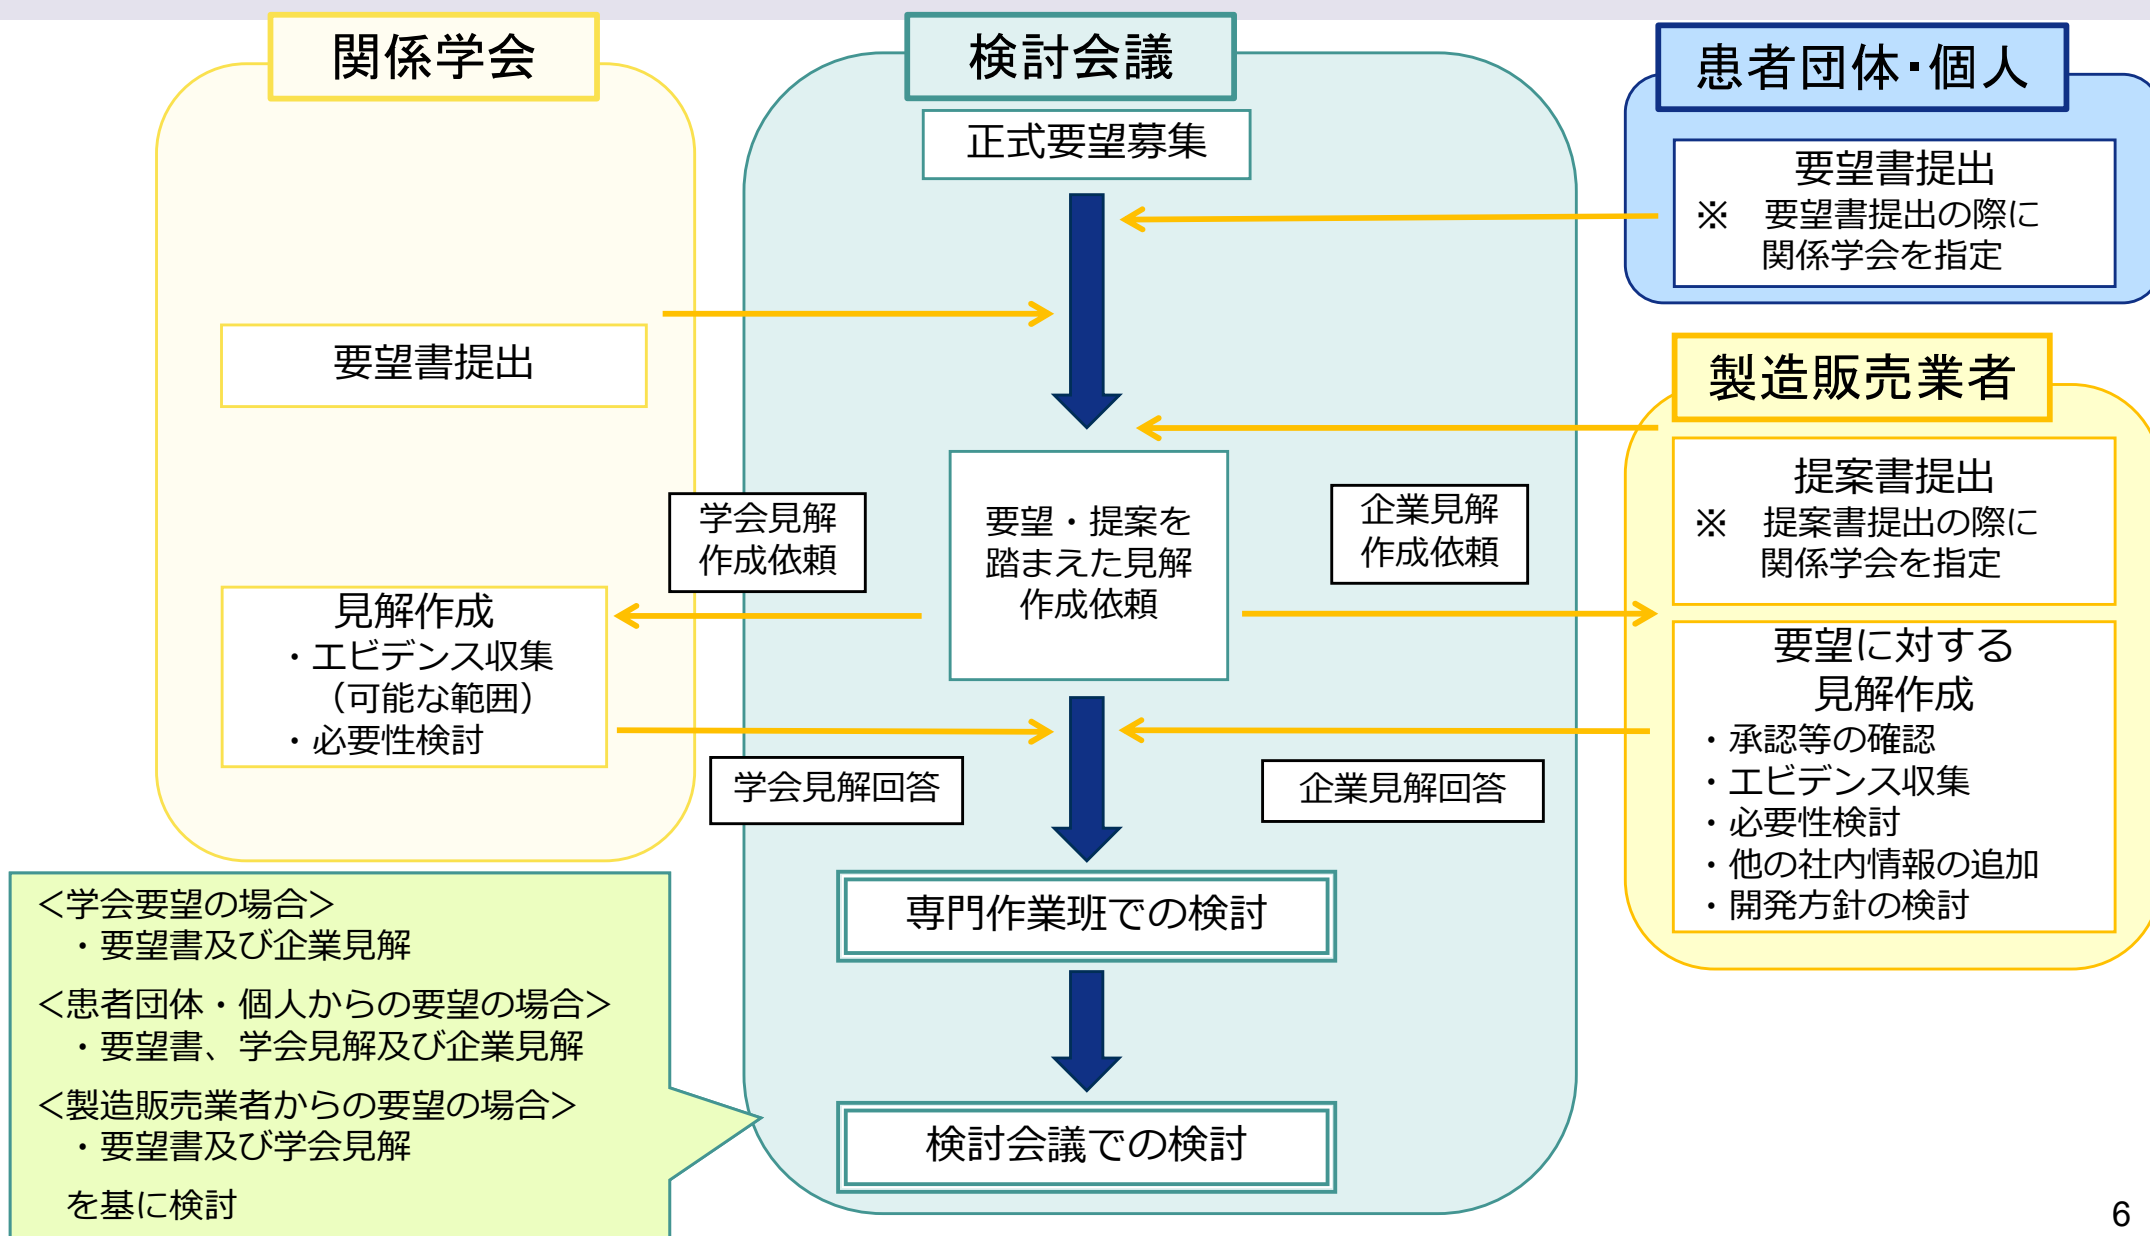 関係学会
要望書提出
見解作成
・エビデンス収集
（可能な範囲）
・必要性検討
検討会議
正式要望募集
要望・提案を
踏まえた見解
作成依頼
学会見解
作成依頼
企業見解
作成依頼
学会見解回答
企業見解回答
専門作業班での検討
検討会議での検討
患者団体・個人
要望書提出
※　要望書提出の際に
関係学会を指定
製造販売業者
提案書提出
※　提案書提出の際に
関係学会を指定
要望に対する
見解作成
・承認等の確認
・エビデンス収集
・必要性検討
・他の社内情報の追加
・開発方針の検討
＜学会要望の場合＞
・要望書及び企業見解
＜患者団体・個人からの要望の場合＞
・要望書、学会見解及び企業見解
＜製造販売業者からの要望の場合＞
・要望書及び学会見解
を基に検討
6